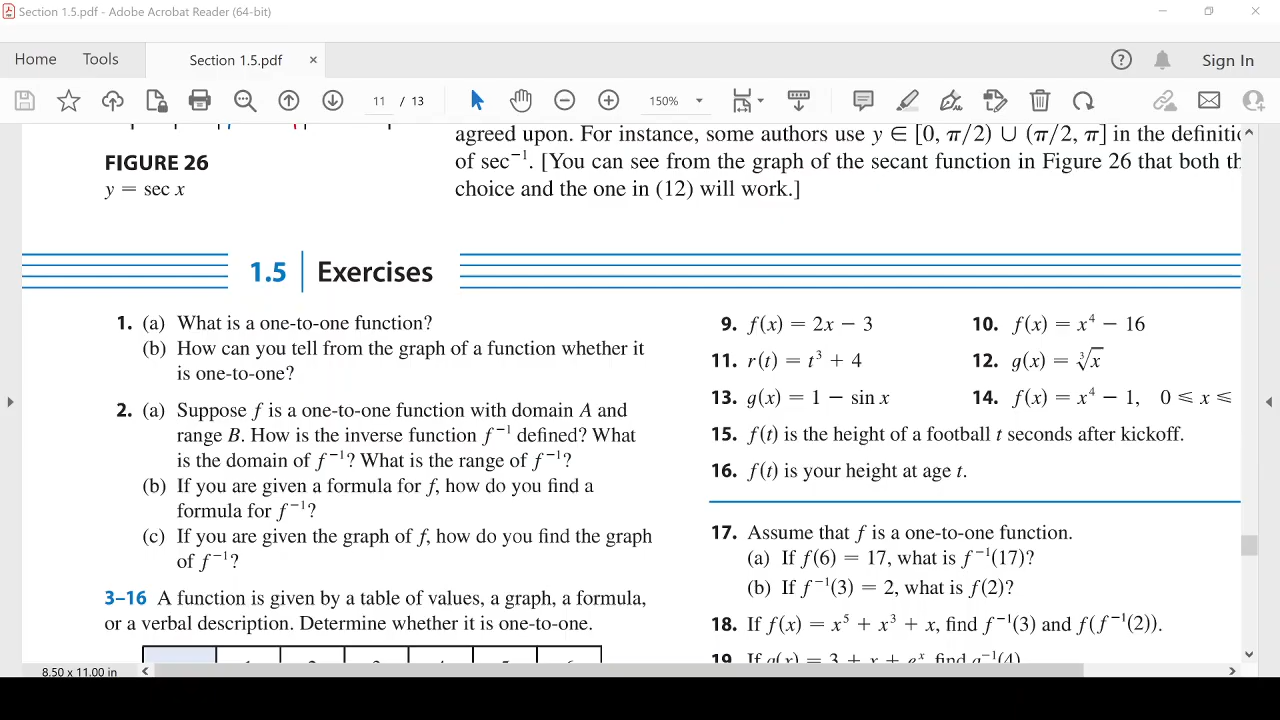 Section 1.5.pdf - Adobe Acrobat Reader (64-bit)
Home Tools Section 1.5.pdf × Sign In
11 / 13 150%
agreed upon. For instance, some authors use y ∈ [0, π/2) ∪ (π/2, π] in the
FIGURE 26
of sec⁻¹. [You can see from the graph of the secant function in Figure 26 that both
y = sec x
choice and the one in (12) will work.]
1.5 Exercises
1. (a) What is a one-to-one function?
(b) How can you tell from the graph of a function whether it
is one-to-one?
2. (a) Suppose f is a one-to-one function with domain A and
range B. How is the inverse function f⁻¹ defined? What
is the domain of f⁻¹? What is the range of f⁻¹?
(b) If you are given a formula for f, how do you find a
formula for f⁻¹?
(c) If you are given the graph of f, how do you find the graph
of f⁻¹?
3–16 A function is given by a table of values, a graph, a formula,
or a verbal description. Determine whether it is one-to-one.
9. f(x) = 2x − 3 10. f(x) = x⁴ − 16
11. r(t) = t³ + 4 12. g(x) = ∛x
13. g(x) = 1 − sin x 14. f(x) = x⁴ − 1, 0 ≤ x ≤
15. f(t) is the height of a football t seconds after kickoff.
16. f(t) is your height at age t.
17. Assume that f is a one-to-one function.
(a) If f(6) = 17, what is f⁻¹(17)?
(b) If f⁻¹(3) = 2, what is f(2)?
18. If f(x) = x⁵ + x³ + x, find f⁻¹(3) and f(f⁻¹(2)).
19. If g(x) = 3 + x + eˣ, find g⁻¹(4).
8.50 x 11.00 in